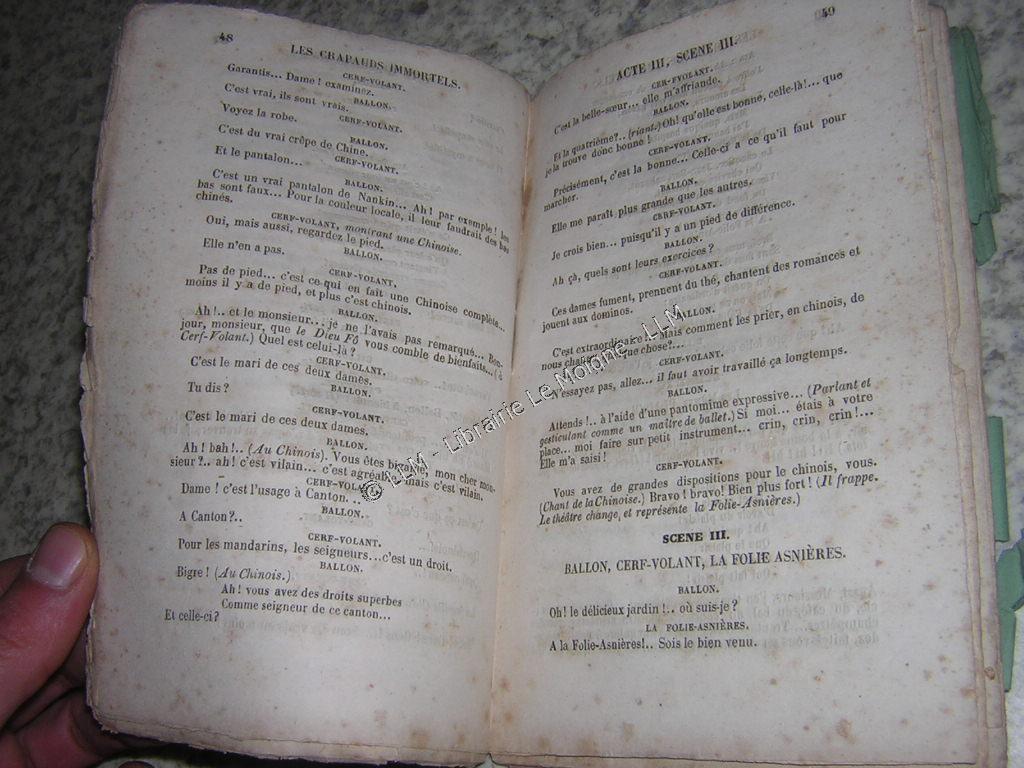 48
LES CRAPAUDS IMMORTELS.
CERF-VOLANT.
Garantis... Dame! examinez.
BALLON.
C'est vrai, ils sont vrais.
CERF-VOLANT.
Voyez la robe.
BALLON.
C'est du vrai crêpe de Chine.
CERF-VOLANT.
Et le pantalon...
BALLON.
C'est un vrai pantalon de Nankin... Ah! par exemple! les
bas sont faux... Pour la couleur locale, il leur faudrait des bas
chinés.
CERF-VOLANT, montrant une Chinoise.
Oui, mais aussi, regardez le pied.
BALLON.
Elle n'en a pas.
CERF-VOLANT.
Pas de pied... c'est ce qui en fait une Chinoise complète...
moins il y a de pied, et plus c'est chinois.
BALLON.
Ah!.. et le monsieur... je ne l'avais pas remarqué... Bon-
jour, monsieur, que le Dieu Fô vous comble de bienfaits... (à
Cerf-Volant.) Quel est celui-là?
CERF-VOLANT.
C'est le mari de ces deux dames.
BALLON.
Tu dis?
CERF-VOLANT.
C'est le mari de ces deux dames.
BALLON.
Ah! bah!.. (Au Chinois). Vous êtes bigame, mon cher mon-
sieur?.. ah! c'est vilain... c'est agréable, mais c'est vilain.
CERF-VOLANT.
Dame! c'est l'usage à Canton...
BALLON.
A Canton?..
CERF-VOLANT.
Pour les mandarins, les seigneurs...c'est un droit.
BALLON.
Bigre! (Au Chinois.)
Ah! vous avez des droits superbes
Comme seigneur de ce canton...
Et celle-ci?
49
ACTE III, SCENE III.
CERF-VOLANT.
C'est la belle-sœur... elle m'affriande.
BALLON.
Et la quatrième?.. (riant.) Oh! qu'elle est bonne, celle-là!... que
je la trouve donc bonne!
CERF-VOLANT.
Précisément, c'est la bonne... Celle-ci a ce qu'il faut pour
marcher.
BALLON.
Elle me paraît plus grande que les autres.
CERF-VOLANT.
Je crois bien... puisqu'il y a un pied de différence.
BALLON.
Ah çà, quels sont leurs exercices?
CERF-VOLANT.
Ces dames fument, prennent du thé, chantent des romances et
jouent aux dominos.
BALLON.
C'est extraordinaire!.. Mais comment les prier, en chinois, de
nous chanter quelque chose?...
CERF-VOLANT.
N'essayez pas, allez... il faut avoir travaillé ça longtemps.
BALLON.
Attends!.. à l'aide d'une pantomime expressive... (Parlant et
gesticulant comme un maître de ballet.) Si moi... étais à votre
place... moi faire sur petit instrument... crin, crin, crin!...
Elle m'a saisi!
CERF-VOLANT.
Vous avez de grandes dispositions pour le chinois, vous.
(Chant de la Chinoise.) Bravo! bravo! Bien plus fort! (Il frappe.
Le théâtre change, et représente la Folie-Asnières.)
SCENE III.
BALLON, CERF-VOLANT, LA FOLIE ASNIÈRES.
BALLON.
Oh! le délicieux jardin!.. où suis-je?
LA FOLIE-ASNIÈRES.
A la Folie-Asnières!.. Sois le bien venu.
© LLM - Librairie Le Moigne - LLM